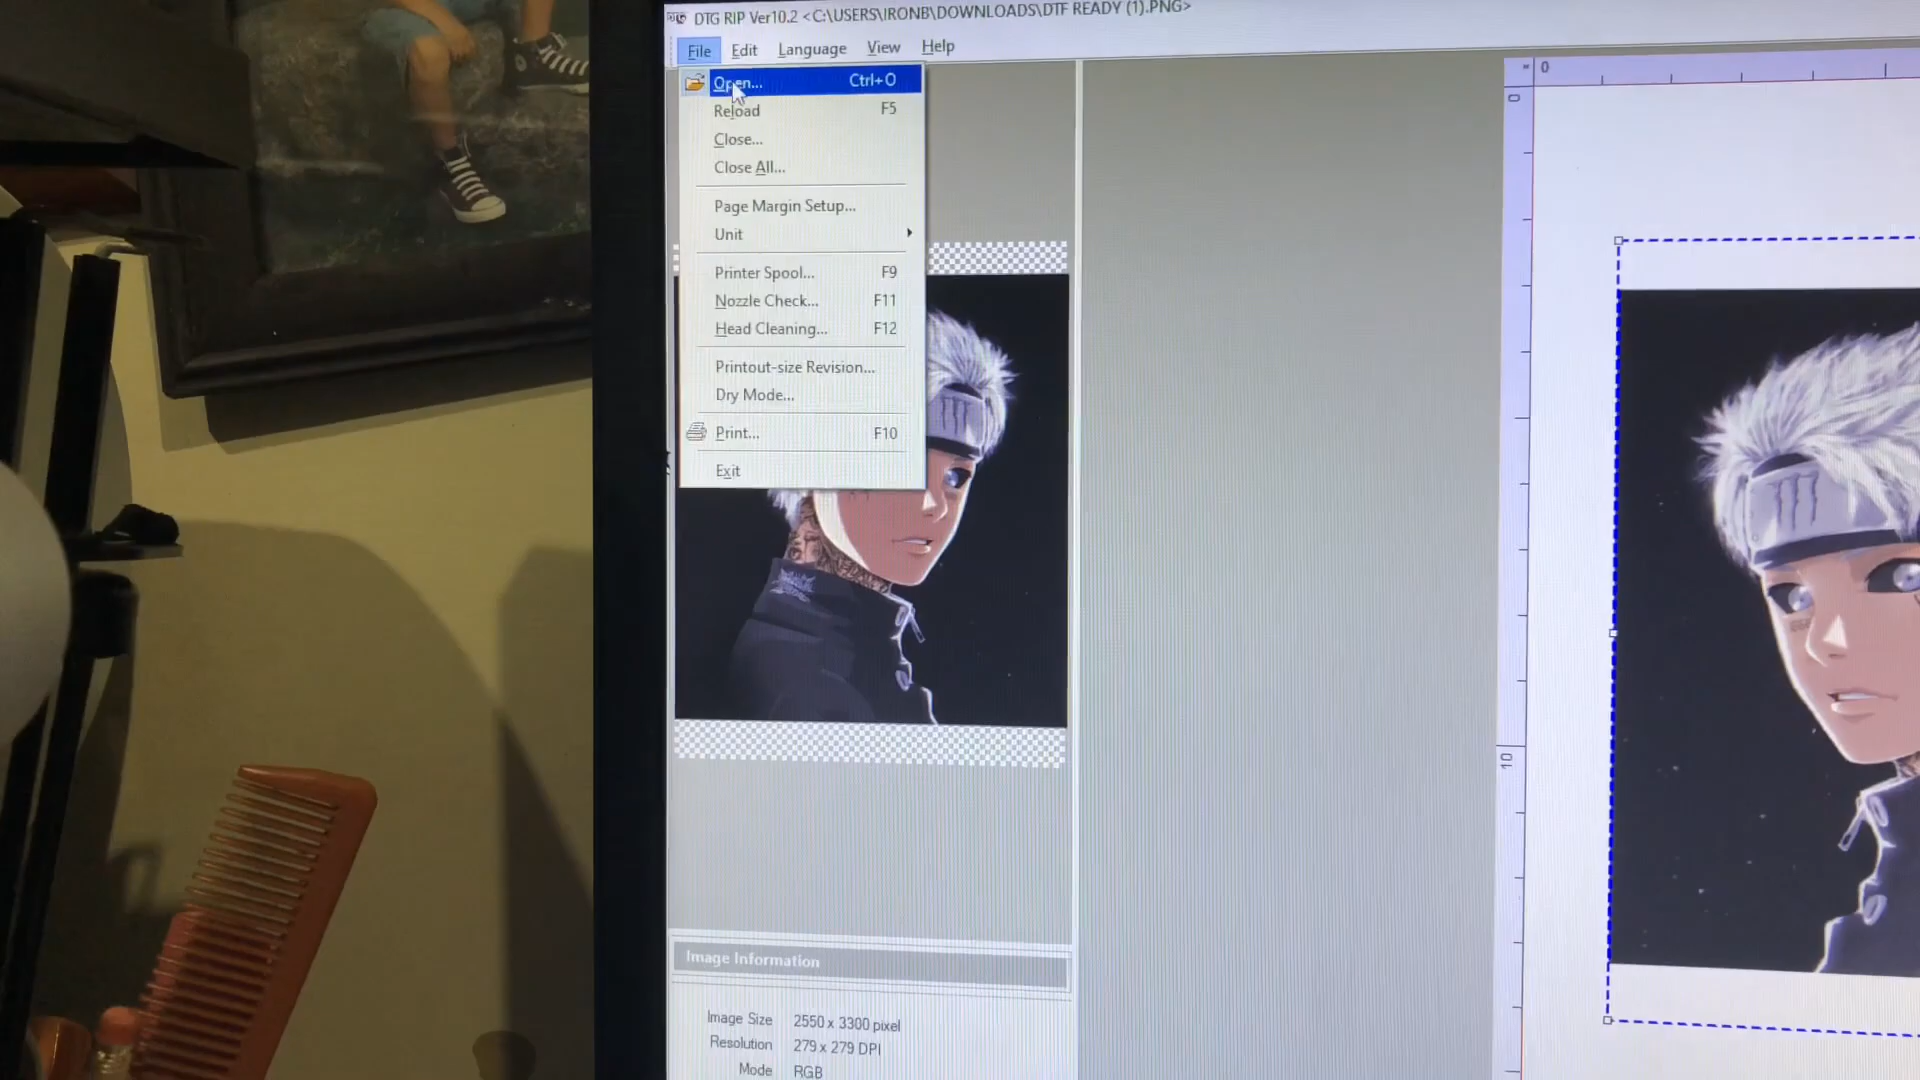 DTG RIP Ver10.2 <C:\USERS\IRONB\DOWNLOADS\DTF READY (1).PNG>
File Edit Language View Help
Open... Ctrl+O
Reload F5
Close...
Close All...
Page Margin Setup...
Unit
Printer Spool... F9
Nozzle Check... F11
Head Cleaning... F12
Printout-size Revision...
Dry Mode...
Print... F10
Exit
0
0
10
Image Information
Image Size 2550 x 3300 pixel
Resolution 279 x 279 DPI
Mode RGB